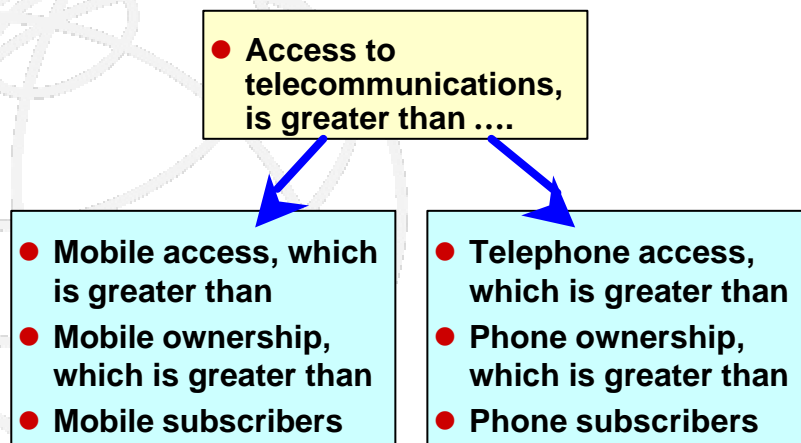 ● Access to
telecommunications,
is greater than ….
● Mobile access, which
is greater than
● Mobile ownership,
which is greater than
● Mobile subscribers
● Telephone access,
which is greater than
● Phone ownership,
which is greater than
● Phone subscribers